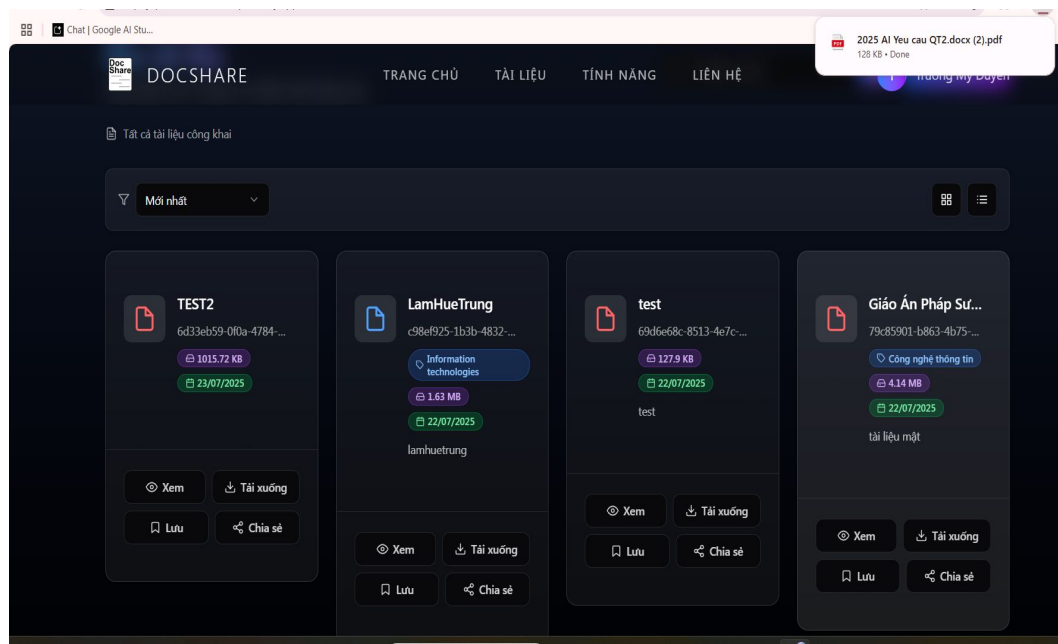 Chat | Google AI Stu...
2025 AI Yeu cau QT2.docx (2).pdf
128 KB • Done
PDF
Doc
Share
DOCSHARE
TRANG CHỦ
TÀI LIỆU
TÍNH NĂNG
LIÊN HỆ
Trương Mỹ Duyên
Tất cả tài liệu công khai
Mới nhất
TEST2
6d33eb59-0f0a-4784-...
1015.72 KB
23/07/2025
Xem
Tải xuống
Lưu
Chia sẻ
LamHueTrung
c98ef925-1b3b-4832-...
Information
technologies
1.63 MB
22/07/2025
lamhuetrung
Xem
Tải xuống
Lưu
Chia sẻ
test
69d6e68c-8513-4e7c-...
127.9 KB
22/07/2025
test
Xem
Tải xuống
Lưu
Chia sẻ
Giáo Án Pháp Sư...
79c85901-b863-4b75-...
Công nghệ thông tin
4.14 MB
22/07/2025
tài liệu mật
Xem
Tải xuống
Lưu
Chia sẻ